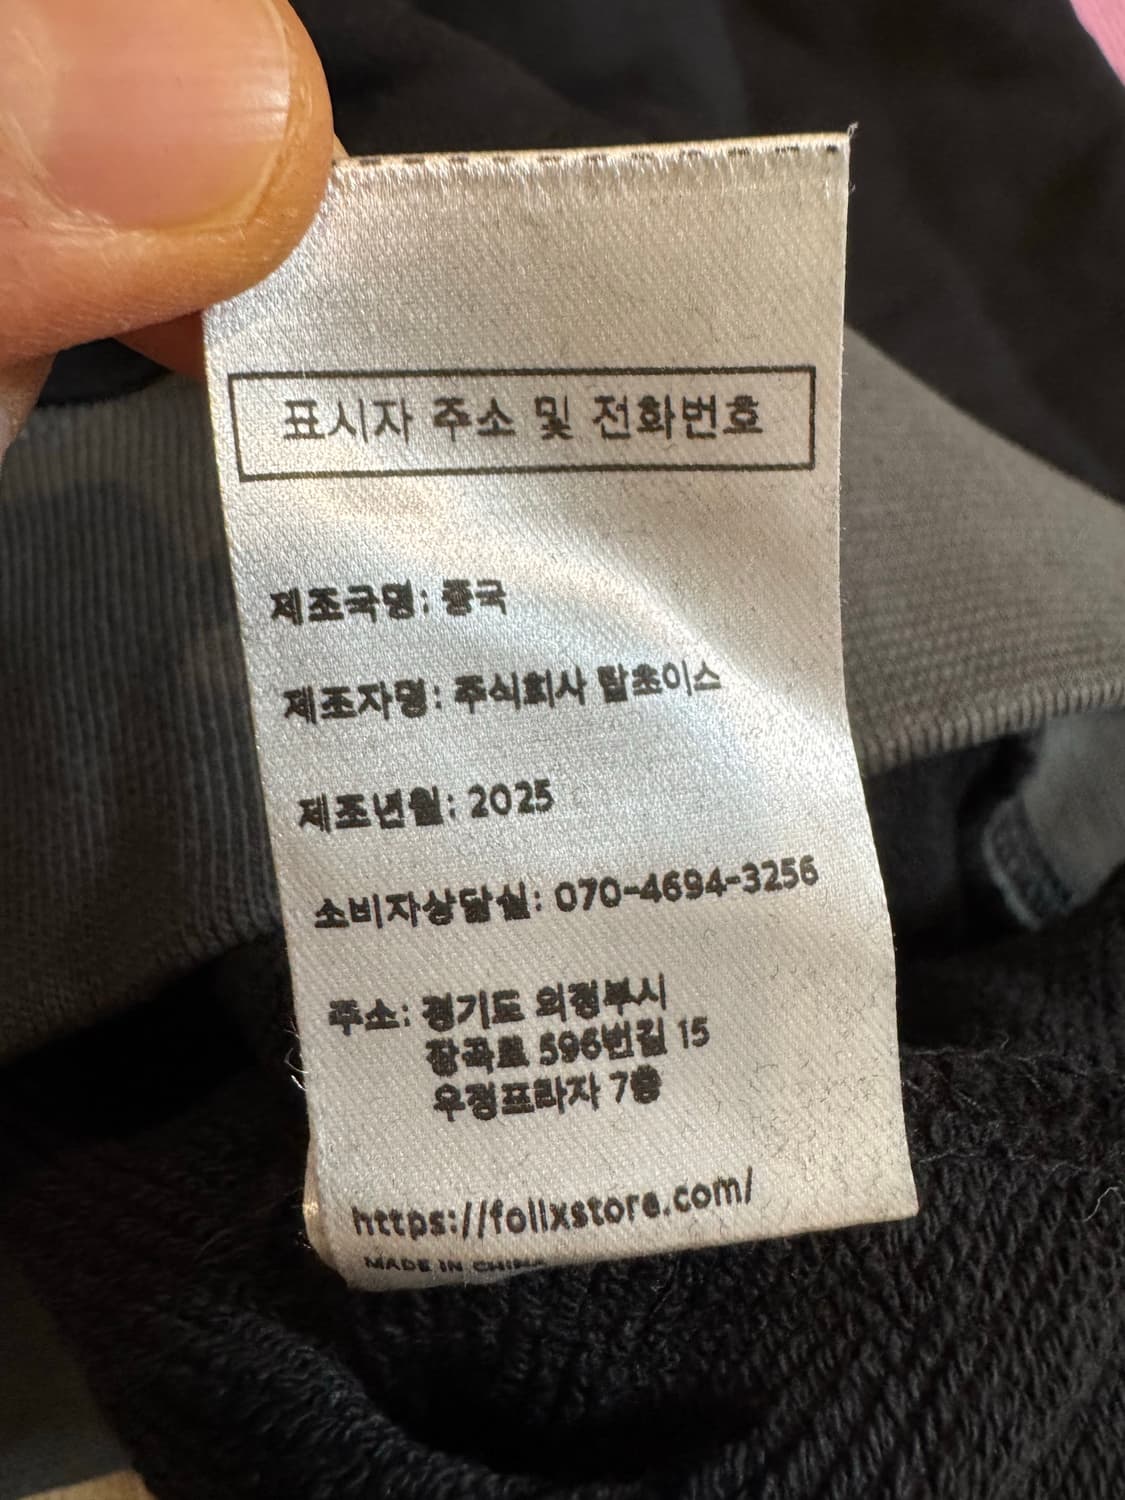 표시자 주소 및 전화번호
제조국명: 중국
제조자명: 주식회사 탑초이스
제조년월: 2025
소비자상담실: 070-4694-3256
주소: 경기도 의정부시
장곡로 596번길 15
우정프라자 7층
https://follxstore.com/
MADE IN CHINA